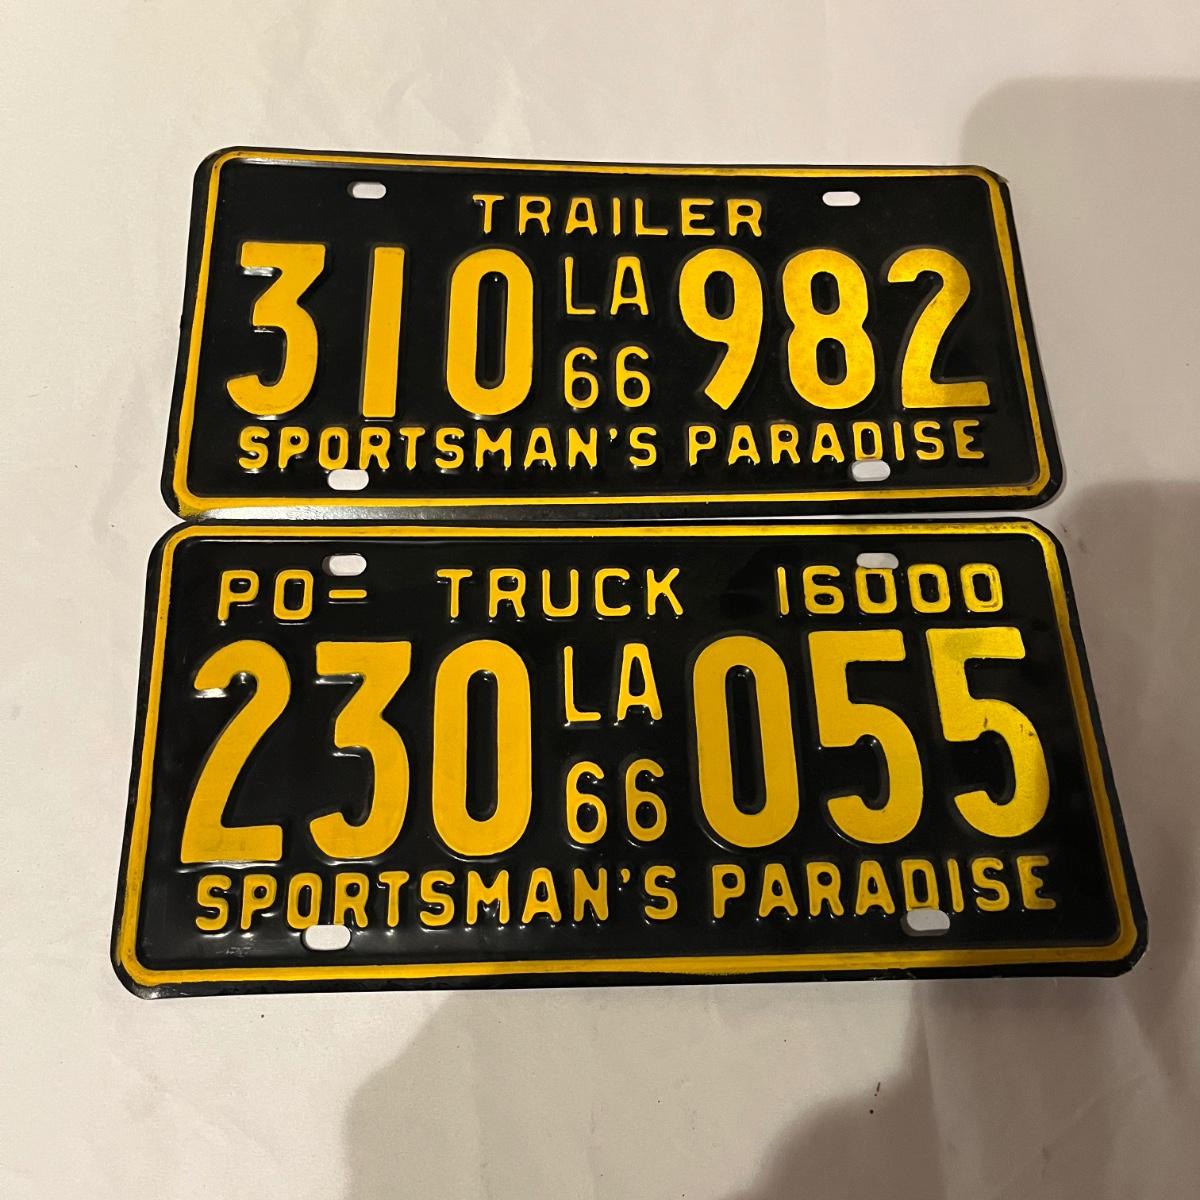 TRAILER
310 LA 66 982
SPORTSMAN'S PARADISE
PO- TRUCK 16000
230 LA 66 055
SPORTSMAN'S PARADISE